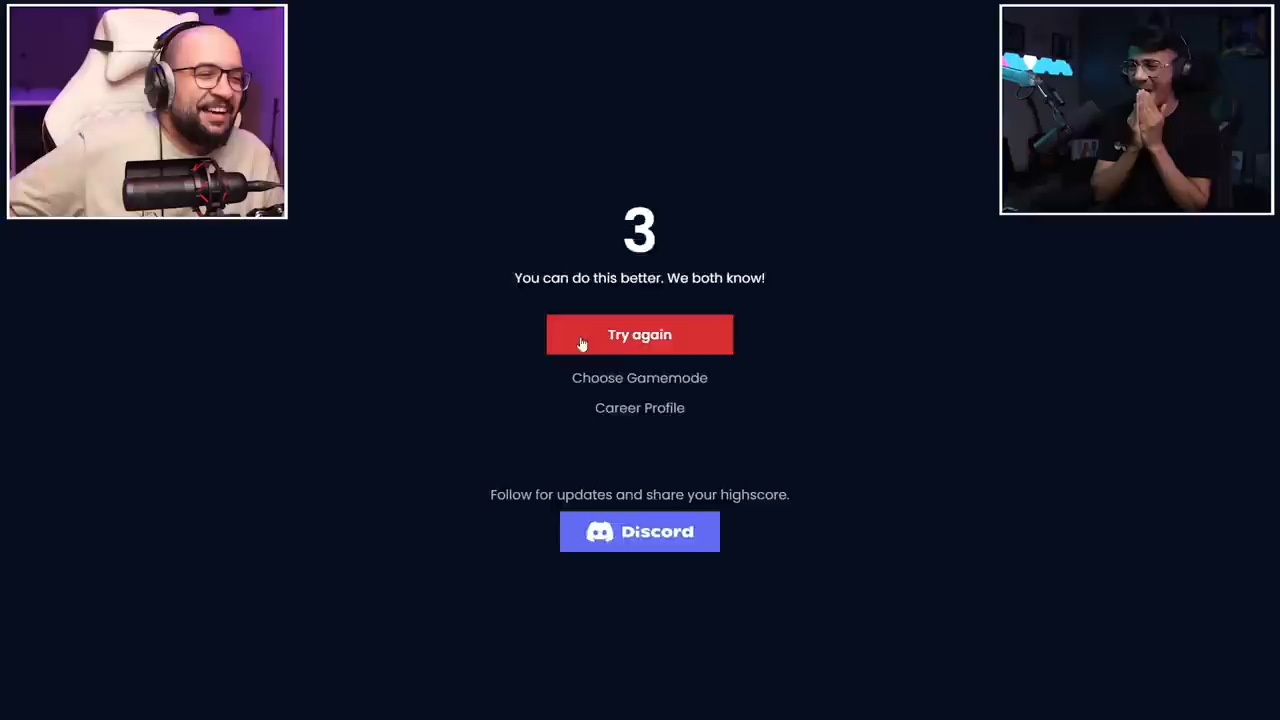 3
You can do this better. We both know!
Try again
Choose Gamemode
Career Profile
Follow for updates and share your highscore.
Discord